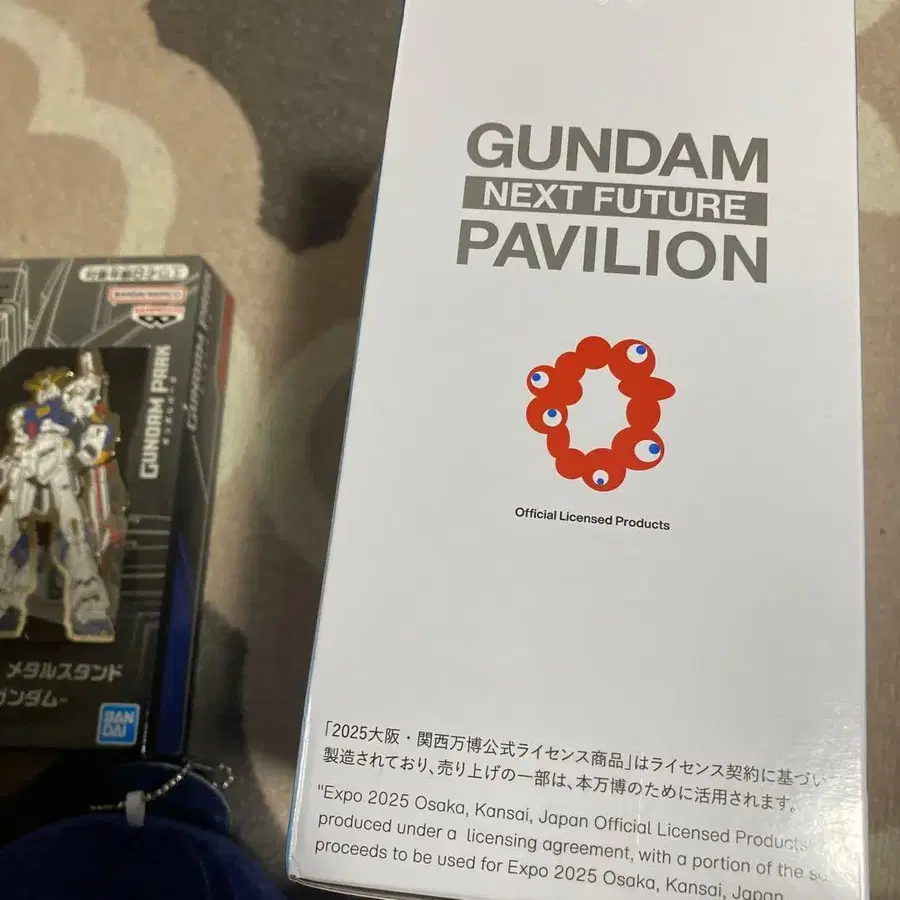 GUNDAM
NEXT FUTURE
PAVILION
Official Licensed Products
「2025大阪・関西万博公式ライセンス商品」はライセンス契約に基づい
製造されており、売り上げの一部は、本万博のために活用されます。
"Expo 2025 Osaka, Kansai, Japan Official Licensed Products"
produced under a licensing agreement, with a portion of the
proceeds to be used for Expo 2025 Osaka, Kansai, Japan
GUNDAM PARK
GUNDAM PARK
メタルスタンド
ガンダム
BAN
DAI